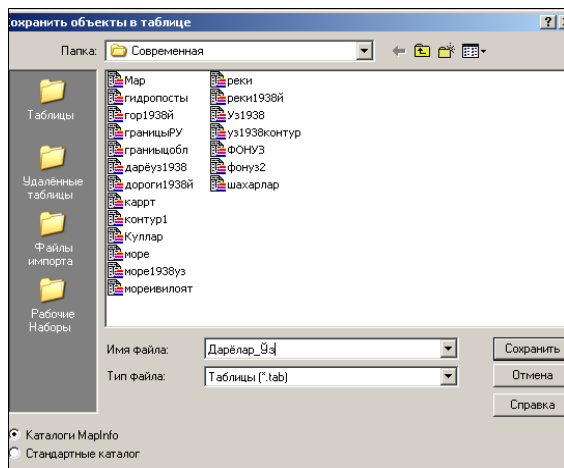 Сохранить объекты в таблице
Папка: Современная
Таблицы
Удалённые таблицы
Файлы импорта
Рабочие Наборы
Мар
гидропосты
гор1938й
границыРУ
граниыцобл
дарёуз1938
дороги1938й
каррт
контур1
Куллар
море
море1938уз
мореивилоят
реки
реки1938й
Уз1938
уз1938контур
ФОНУЗ
фонуз2
шахарлар
Имя файла: Дарёлар_Ўз
Тип файла: Таблицы (*.tab)
Сохранить
Отмена
Справка
Каталоги MapInfo
Стандартные каталог